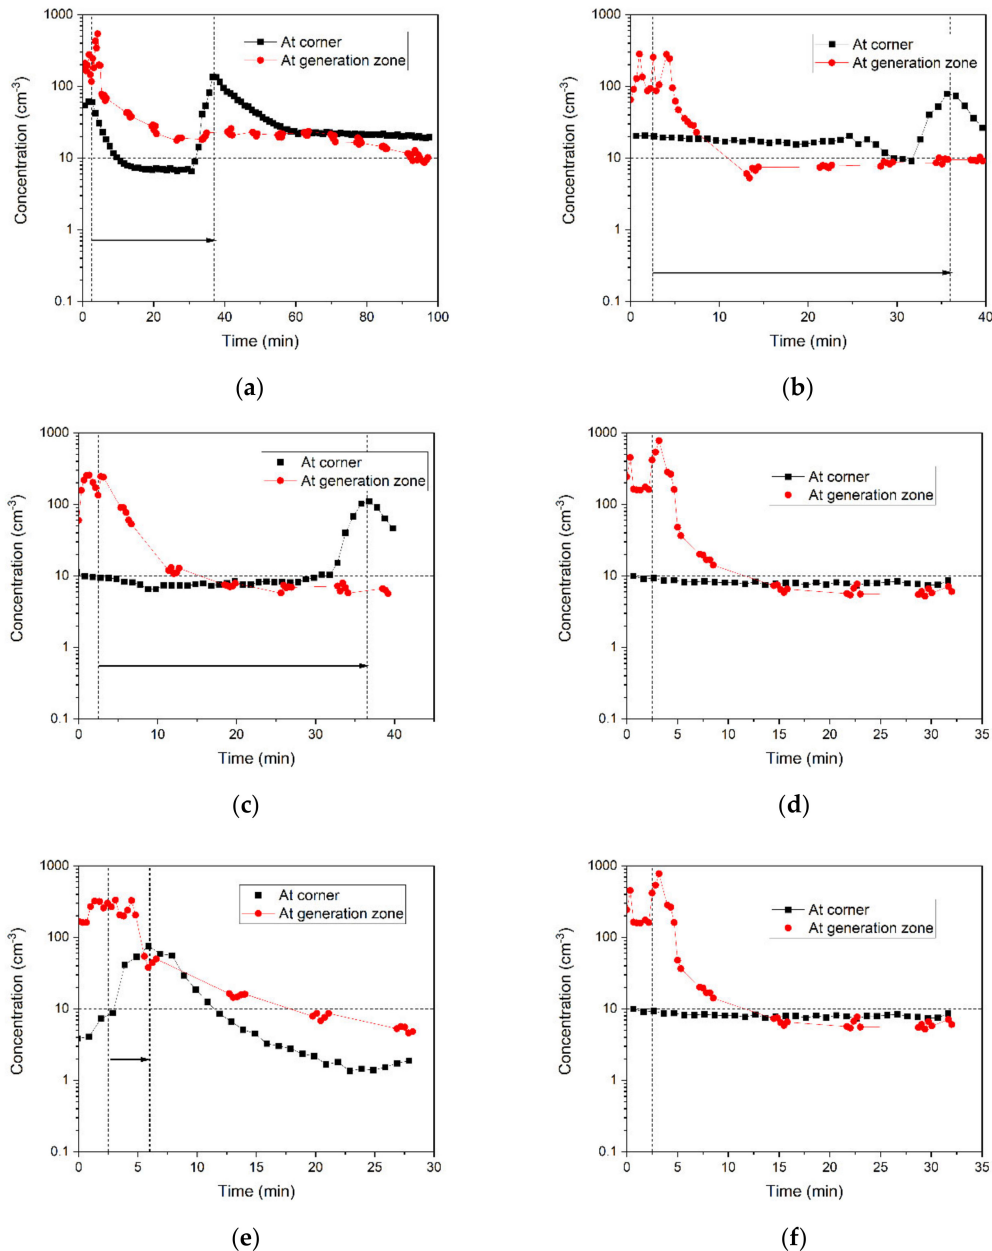 1000
100
10
1
0.1
Concentration (cm-3)
At corner
At generation zone
0 20 40 60 80 100
Time (min)
(a)
1000
100
10
1
0.1
Concentration (cm-3)
At corner
At generation zone
0 10 20 30 40
Time (min)
(b)
1000
100
10
1
0.1
Concentration (cm-3)
At corner
At generation zone
0 10 20 30 40
Time (min)
(c)
1000
100
10
1
0.1
Concentration (cm-3)
At corner
At generation zone
0 5 10 15 20 25 30 35
Time (min)
(d)
1000
100
10
1
0.1
Concentration (cm-3)
At corner
At generation zone
0 5 10 15 20 25 30
Time (min)
(e)
1000
100
10
1
0.1
Concentration (cm-3)
At corner
At generation zone
0 5 10 15 20 25 30 35
Time (min)
(f)